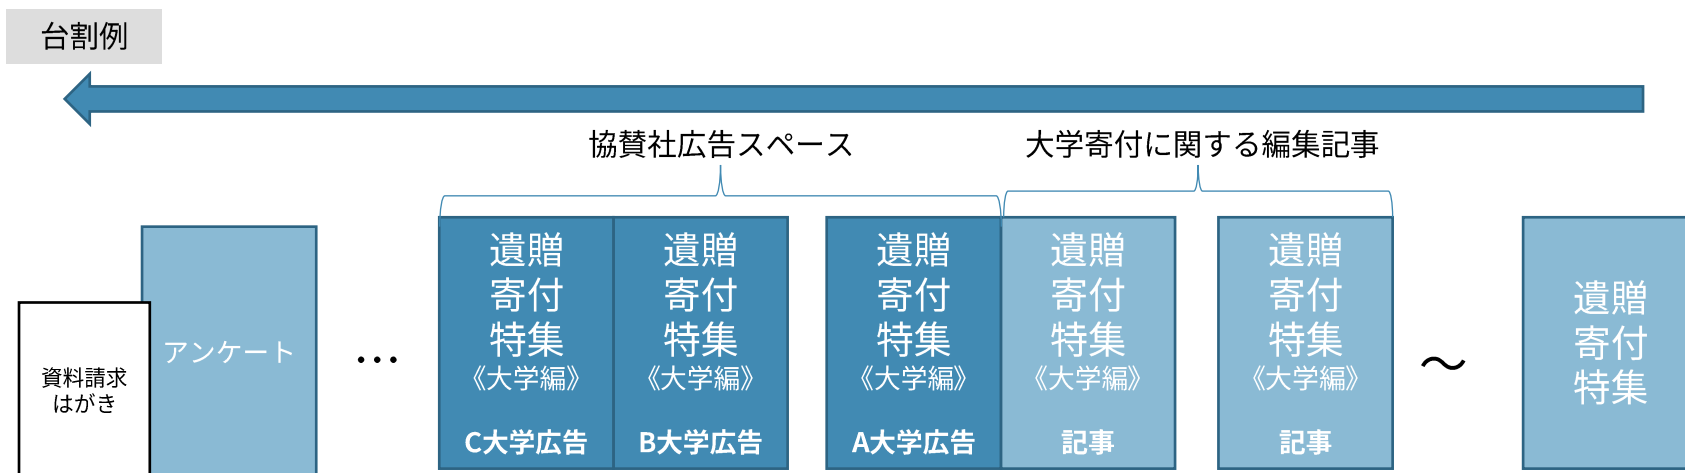 台割例
協賛社広告スペース
大学寄付に関する編集記事
資料請求
はがき
アンケート
…
遺贈
寄付
特集
《大学編》
C大学広告
遺贈
寄付
特集
《大学編》
B大学広告
遺贈
寄付
特集
《大学編》
A大学広告
遺贈
寄付
特集
《大学編》
記事
遺贈
寄付
特集
《大学編》
記事
～
遺贈
寄付
特集